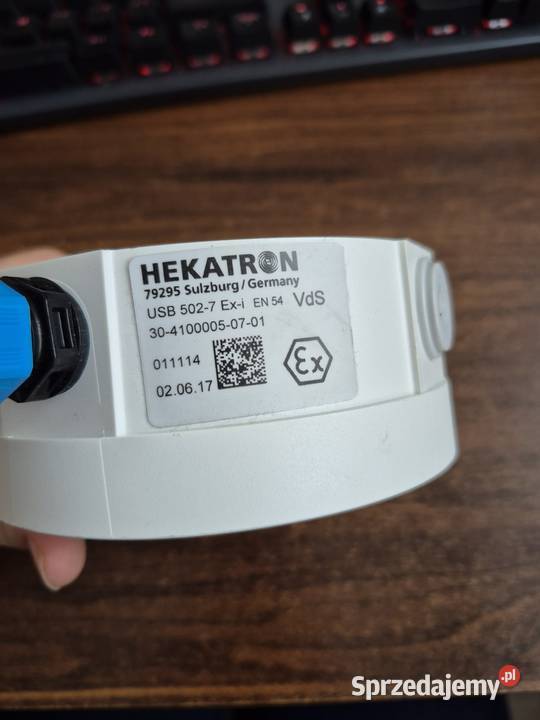 HEKATRON
79295 Sulzburg/Germany
USB 502-7 Ex-i EN 54 VdS
30-4100005-07-01
011114
02.06.17
Ex
Sprzedajemy.pl